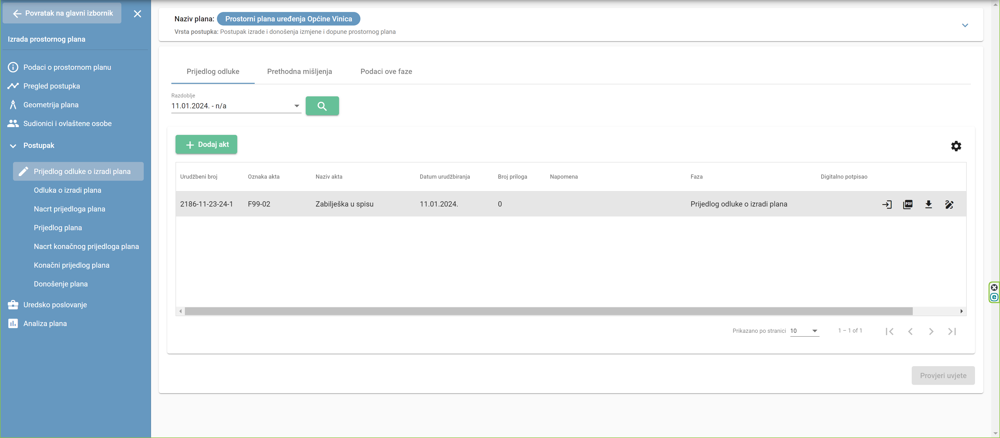 Povratak na glavni izbornik
Izrada prostornog plana
Podaci o prostornom planu
Pregled postupka
Geometrija plana
Sudionici i ovlaštene osobe
Postupak
Prijedlog odluke o izradi plana
Odluka o izradi plana
Nacrt prijedloga plana
Prijedlog plana
Nacrt konačnog prijedloga plana
Konačni prijedlog plana
Donošenje plana
Uredsko poslovanje
Analiza plana
Naziv plana: Prostorni plana uređenja Općine Vinica
Vrsta postupka: Postupak izrade i donošenja izmjene i dopune prostornog plana
Prijedlog odluke Prethodna mišljenja Podaci ove faze
Razdoblje
11.01.2024. - n/a
Dodaj akt
Urudžbeni broj Oznaka akta Naziv akta Datum urudžbiranja Broj priloga Napomena Faza Digitalno potpisao
2186-11-23-24-1 F99-02 Zabilješka u spisu 11.01.2024. 0 Prijedlog odluke o izradi plana PDF
Prikazano po stranici 10 1 – 1 of 1
Provjeri uvjete
e